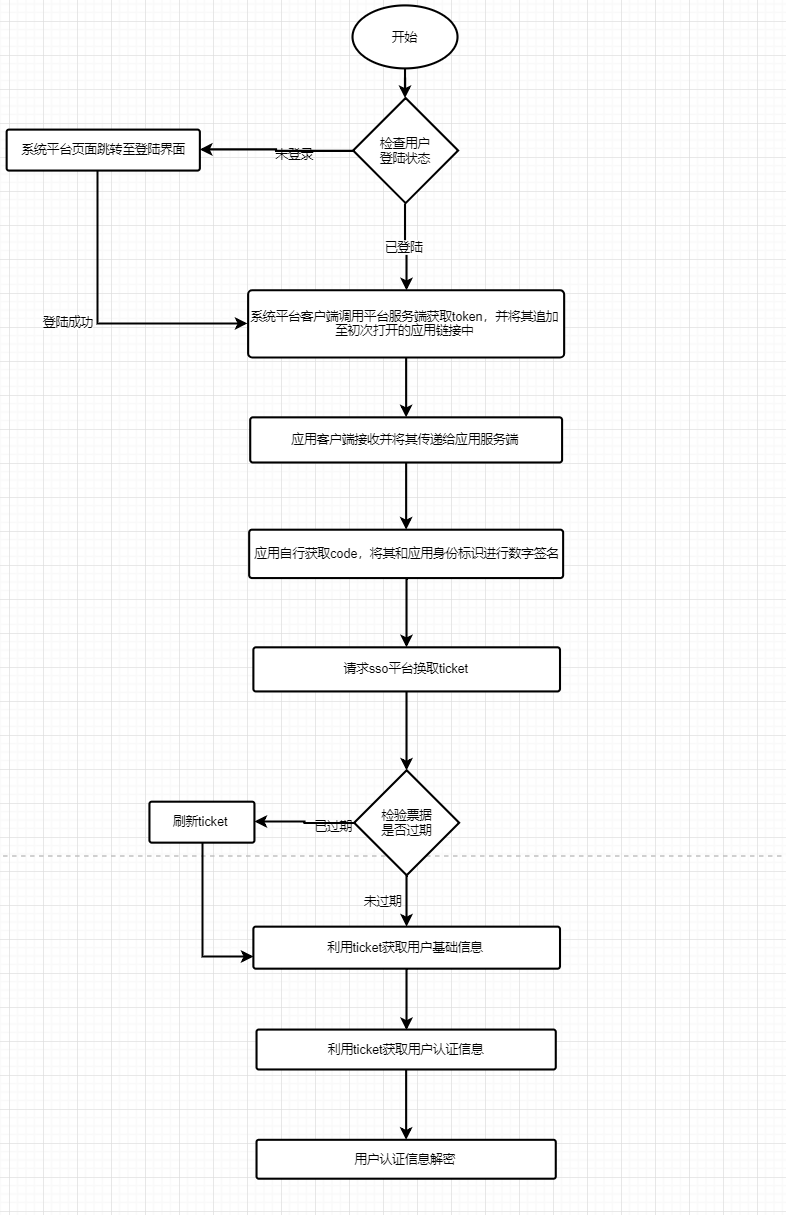 开始
检查用户
登陆状态
未登录
系统平台页面跳转至登陆界面
已登陆
登陆成功
系统平台客户端调用平台服务端获取token，并将其追加
至初次打开的应用链接中
应用客户端接收并将其传递给应用服务端
应用自行获取code，将其和应用身份标识进行数字签名
请求sso平台换取ticket
检验票据
是否过期
已过期
刷新ticket
未过期
利用ticket获取用户基础信息
利用ticket获取用户认证信息
用户认证信息解密